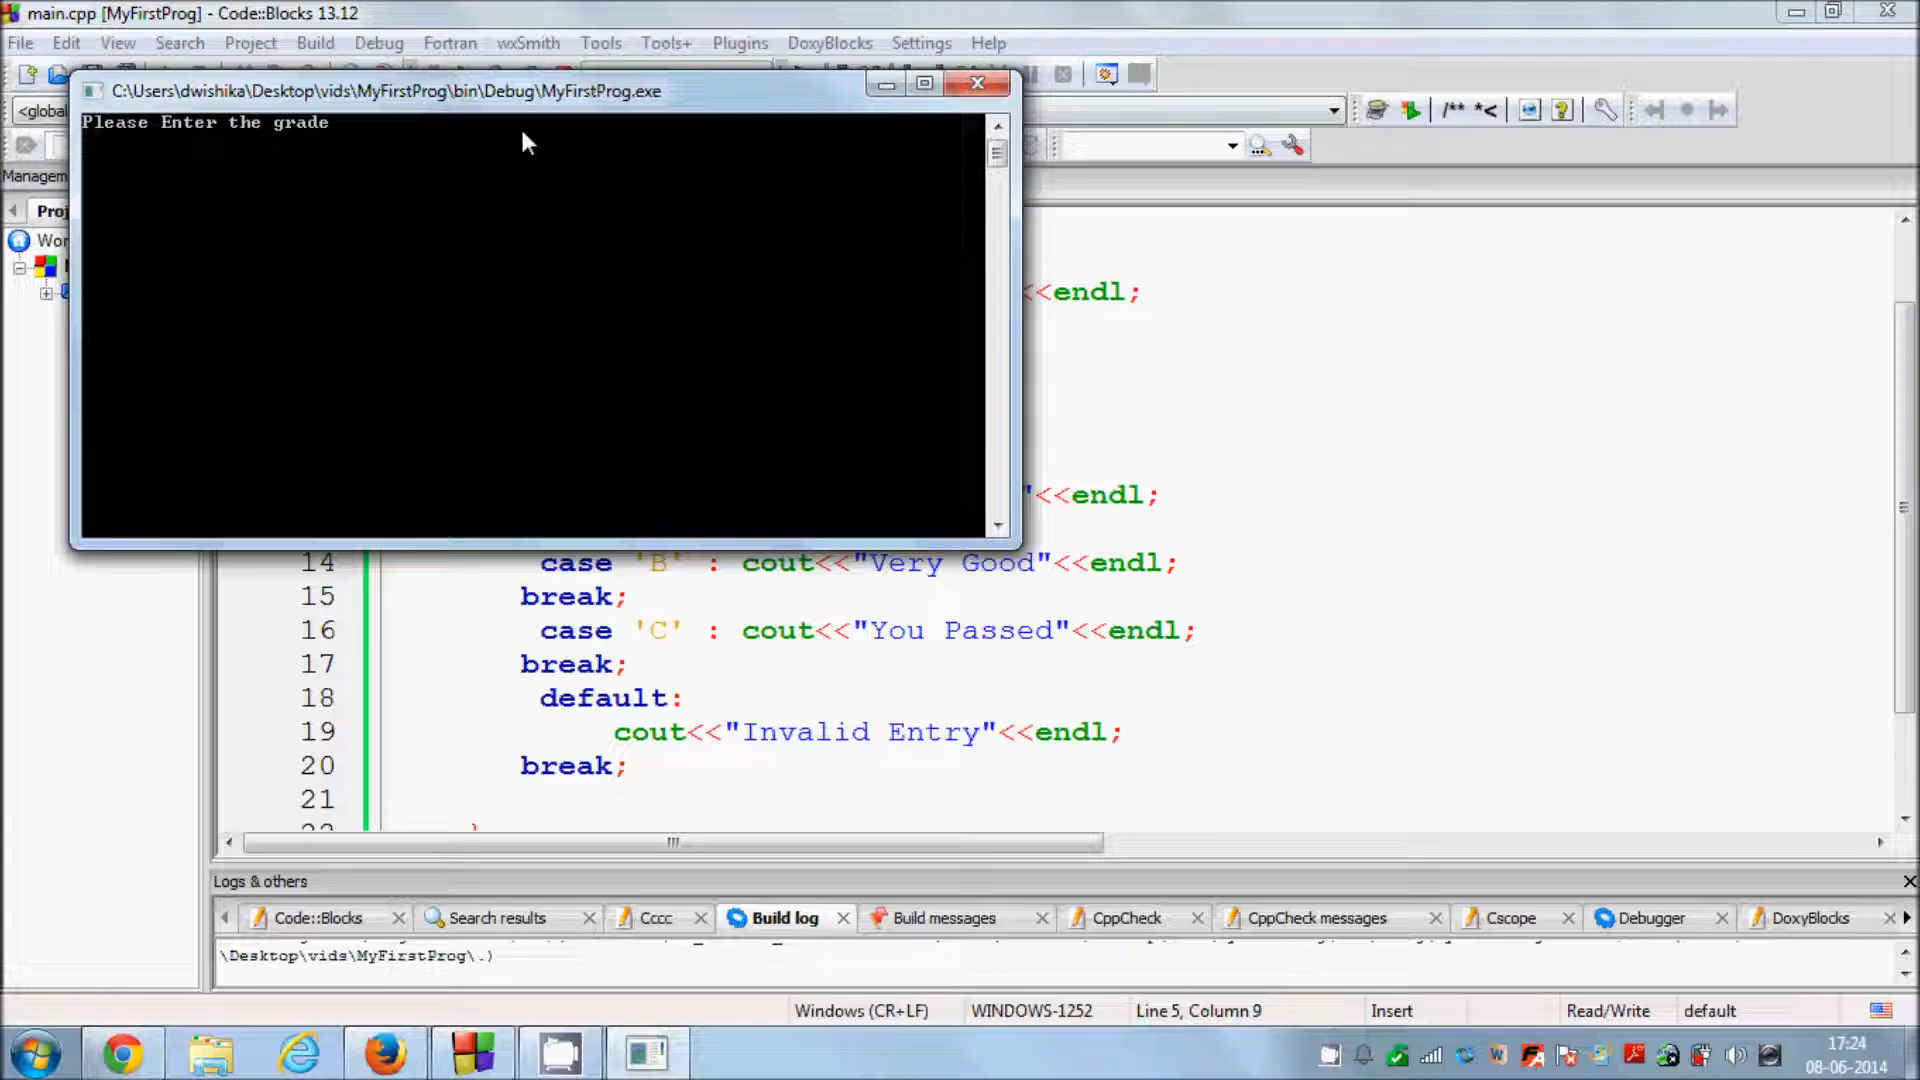 main.cpp [MyFirstProg] - Code::Blocks 13.12
File Edit View Search Project Build Debug Fortran wxSmith Tools Tools+ Plugins DoxyBlocks Settings Help
C:\Users\dwishika\Desktop\vids\MyFirstProg\bin\Debug\MyFirstProg.exe
<global
/** *<
Please Enter the grade
Managem
Proj
Wor
<<endl;
"<<endl;
14 case 'B' : cout<<"Very Good"<<endl;
15 break;
16 case 'C' : cout<<"You Passed"<<endl;
17 break;
18 default:
19 cout<<"Invalid Entry"<<endl;
20 break;
21
22 }
Logs & others
Code::Blocks Search results Cccc Build log Build messages CppCheck CppCheck messages Cscope Debugger DoxyBlocks
\Desktop\vids\MyFirstProg\.)
Windows (CR+LF) WINDOWS-1252 Line 5, Column 9 Insert Read/Write default
17:24
08-06-2014